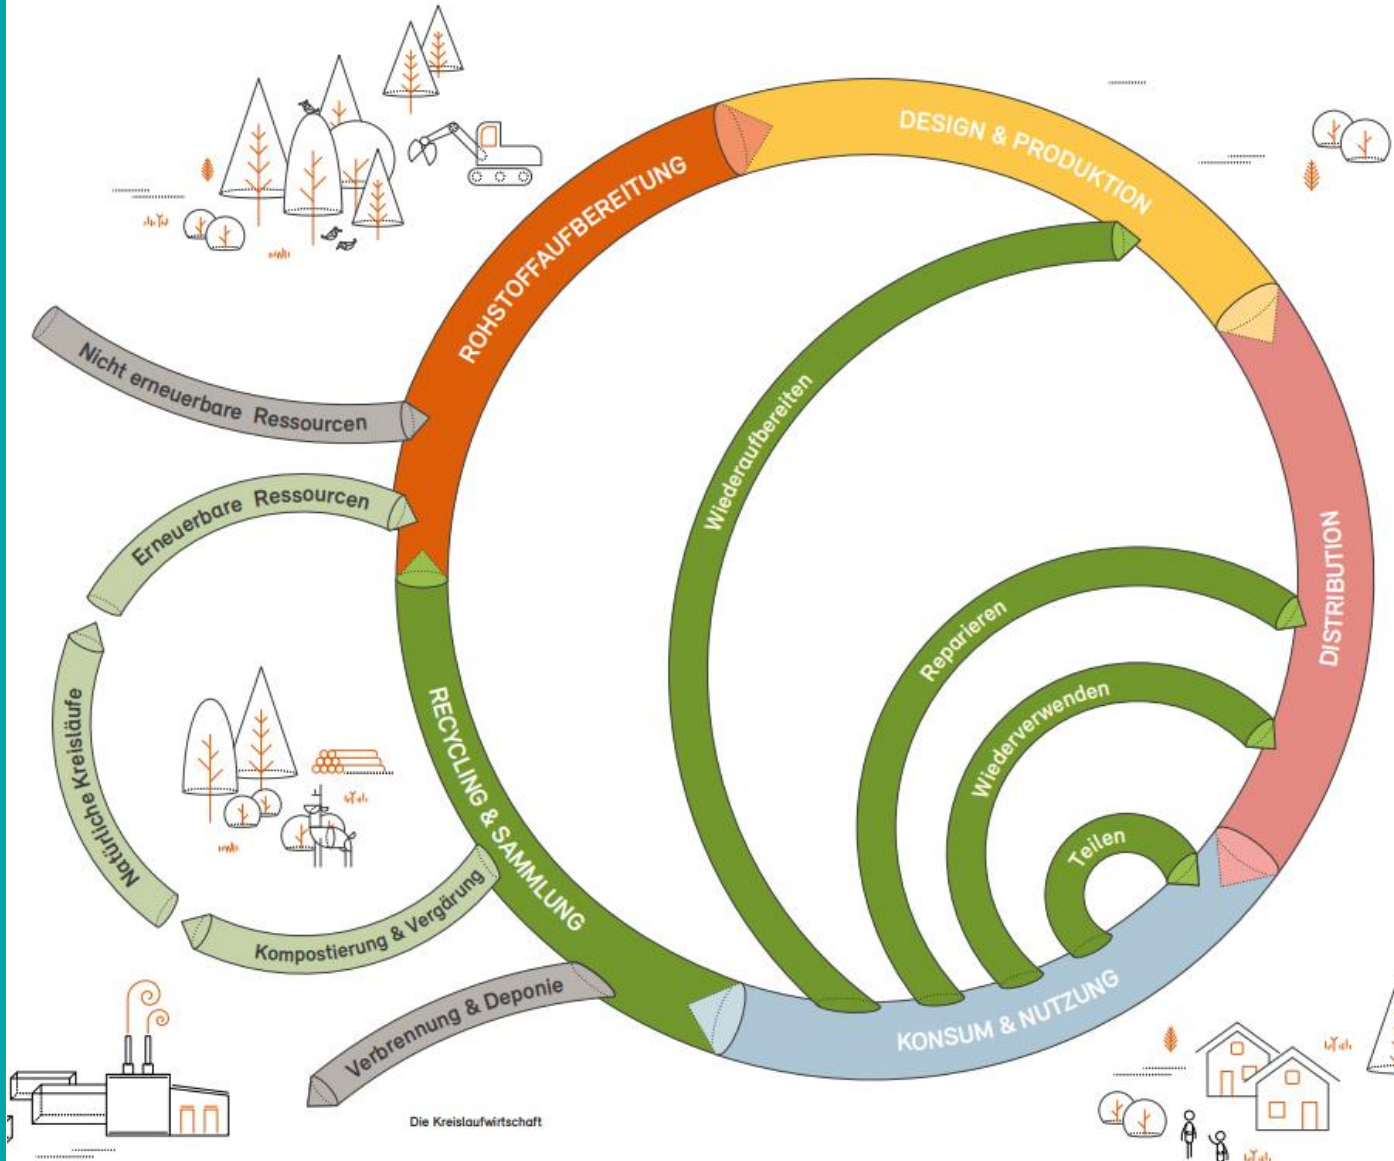 DESIGN & PRODUKTION
ROHSTOFFAUFBEREITUNG
Nicht erneuerbare Ressourcen
Wiederaufbereiten
Erneuerbare Ressourcen
DISTRIBUTION
Reparieren
Wiederverwenden
Natürliche Kreisläufe
RECYCLING & SAMMLUNG
Teilen
Kompostierung & Vergärung
Verbrennung & Deponie
KONSUM & NUTZUNG
Die Kreislaufwirtschaft